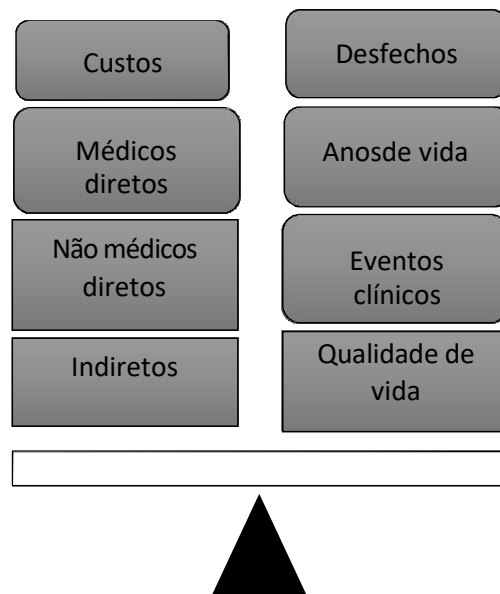 Custos
Médicos
diretos
Não médicos
diretos
Indiretos
Desfechos
Anosde vida
Eventos
clínicos
Qualidade de
vida